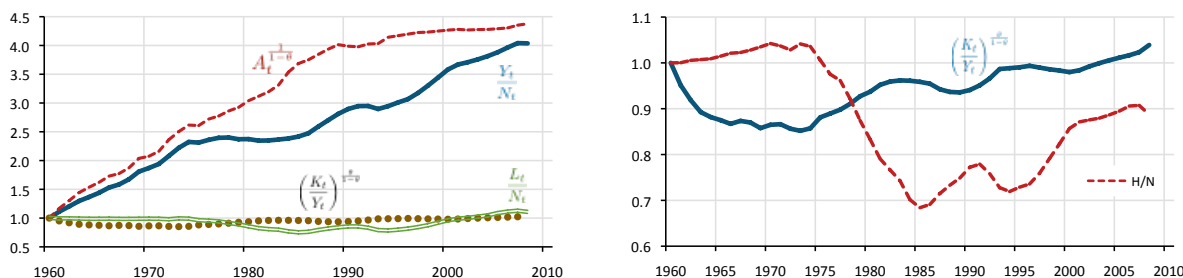 4.5
4.0
3.5
3.0
2.5
2.0
1.5
1.0
0.5
A_t^{\frac{1}{1-θ}}
Y_t
N_t
(K_t/Y_t)
L_t
N_t
1960 1970 1980 1990 2000 2010
1.1
1.0
0.9
0.8
0.7
0.6
(K_t/Y_t)
H/N
1960 1965 1970 1975 1980 1985 1990 1995 2000 2005 2010